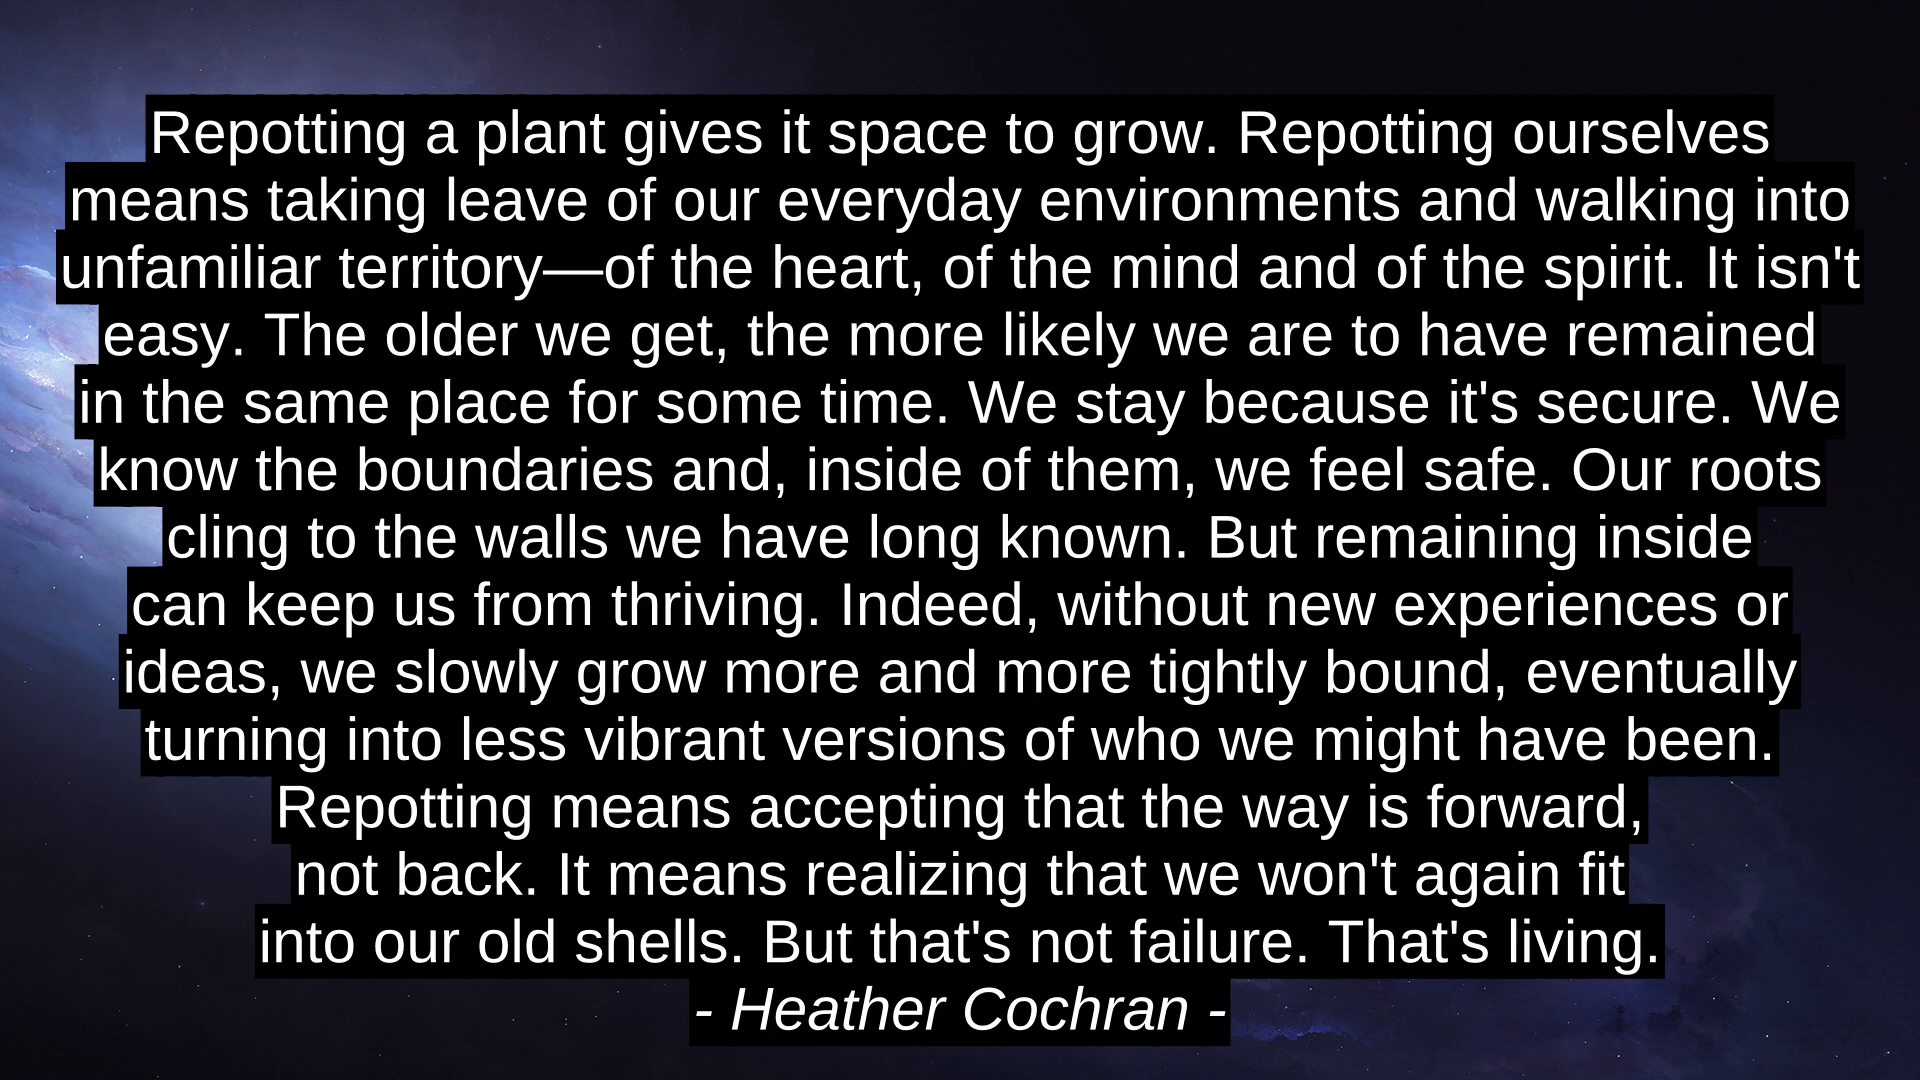 Repotting a plant gives it space to grow. Repotting ourselves
means taking leave of our everyday environments and walking into
unfamiliar territory—of the heart, of the mind and of the spirit. It isn't
easy. The older we get, the more likely we are to have remained
in the same place for some time. We stay because it's secure. We
know the boundaries and, inside of them, we feel safe. Our roots
cling to the walls we have long known. But remaining inside
can keep us from thriving. Indeed, without new experiences or
ideas, we slowly grow more and more tightly bound, eventually
turning into less vibrant versions of who we might have been.
Repotting means accepting that the way is forward,
not back. It means realizing that we won't again fit
into our old shells. But that's not failure. That's living.
- Heather Cochran -